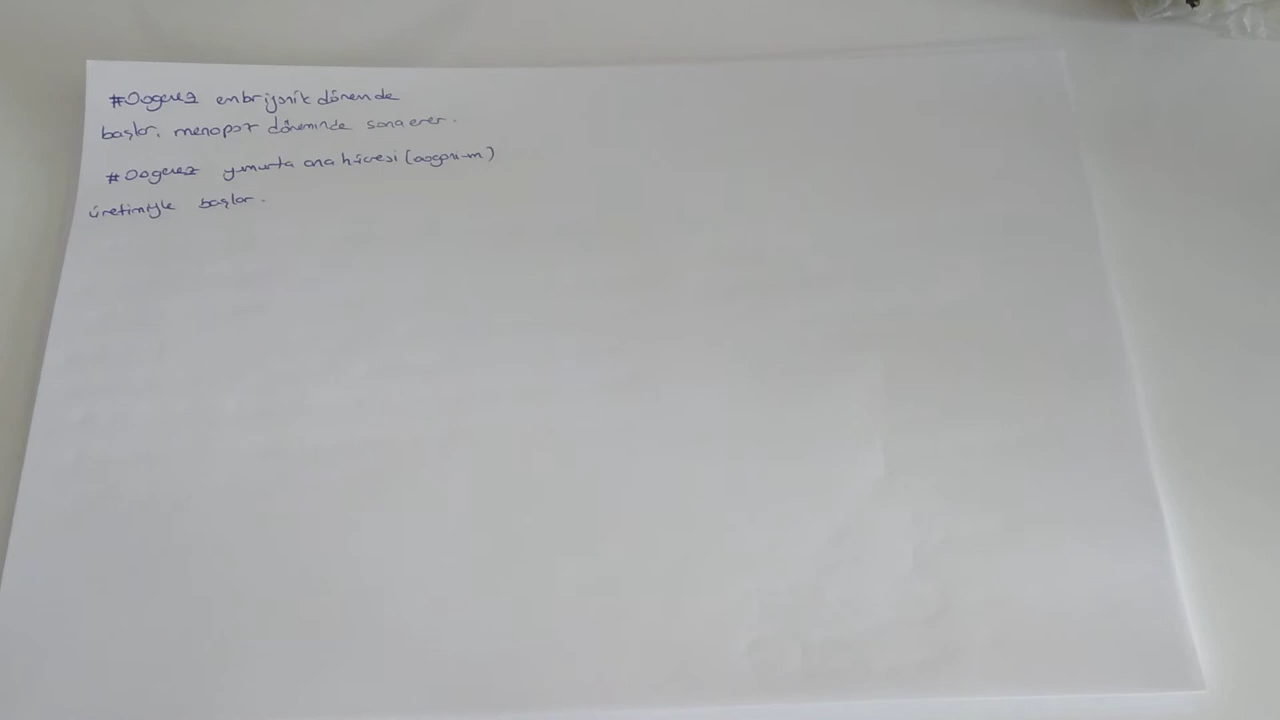 #Oogenez embriyonik dönemde
başlar, menopoz döneminde sona erer.
#Oogenez yumurta ana hücresi (oogonium)
üretimiyle başlar.